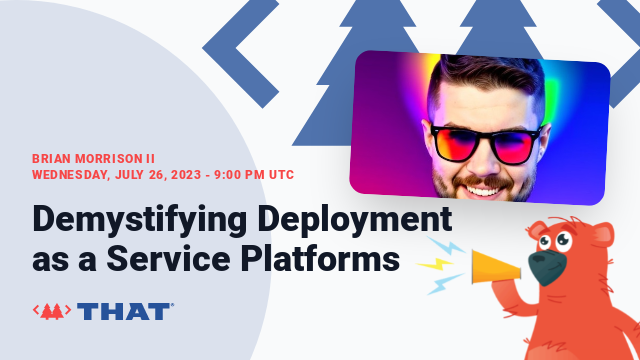 BRIAN MORRISON II
WEDNESDAY, JULY 26, 2023 - 9:00 PM UTC
Demystifying Deployment
as a Service Platforms
THAT®